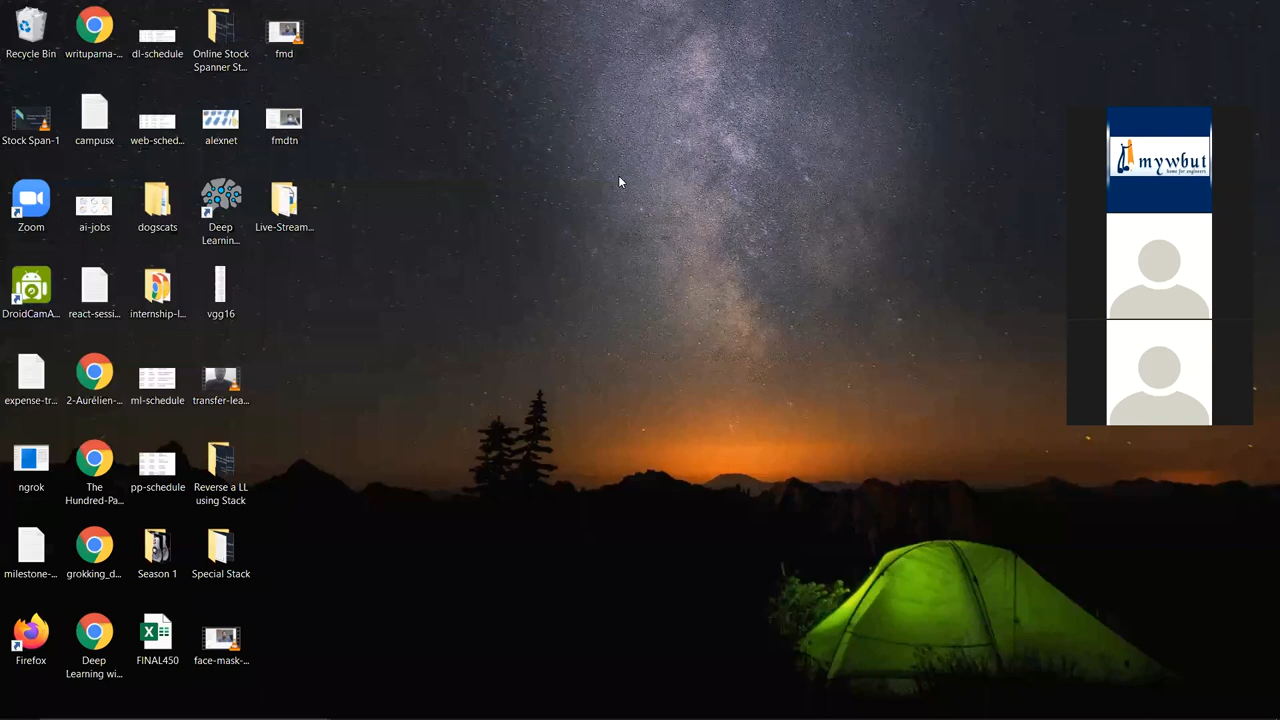 Recycle Bin
writuparna-...
dl-schedule
Online Stock
Spanner St...
fmd
Stock Span-1
campusx
web-sched...
alexnet
fmdtn
Zoom
ai-jobs
dogscats
Deep
Learnin...
Live-Stream...
DroidCamA...
react-sessi...
internship-l...
vgg16
expense-tr...
2-Aurélien-...
ml-schedule
transfer-lea...
ngrok
The
Hundred-Pa...
pp-schedule
Reverse a LL
using Stack
milestone-...
grokking_d...
Season 1
Special Stack
Firefox
Deep
Learning wi...
FINAL450
face-mask-...
mywbut
home for engineers